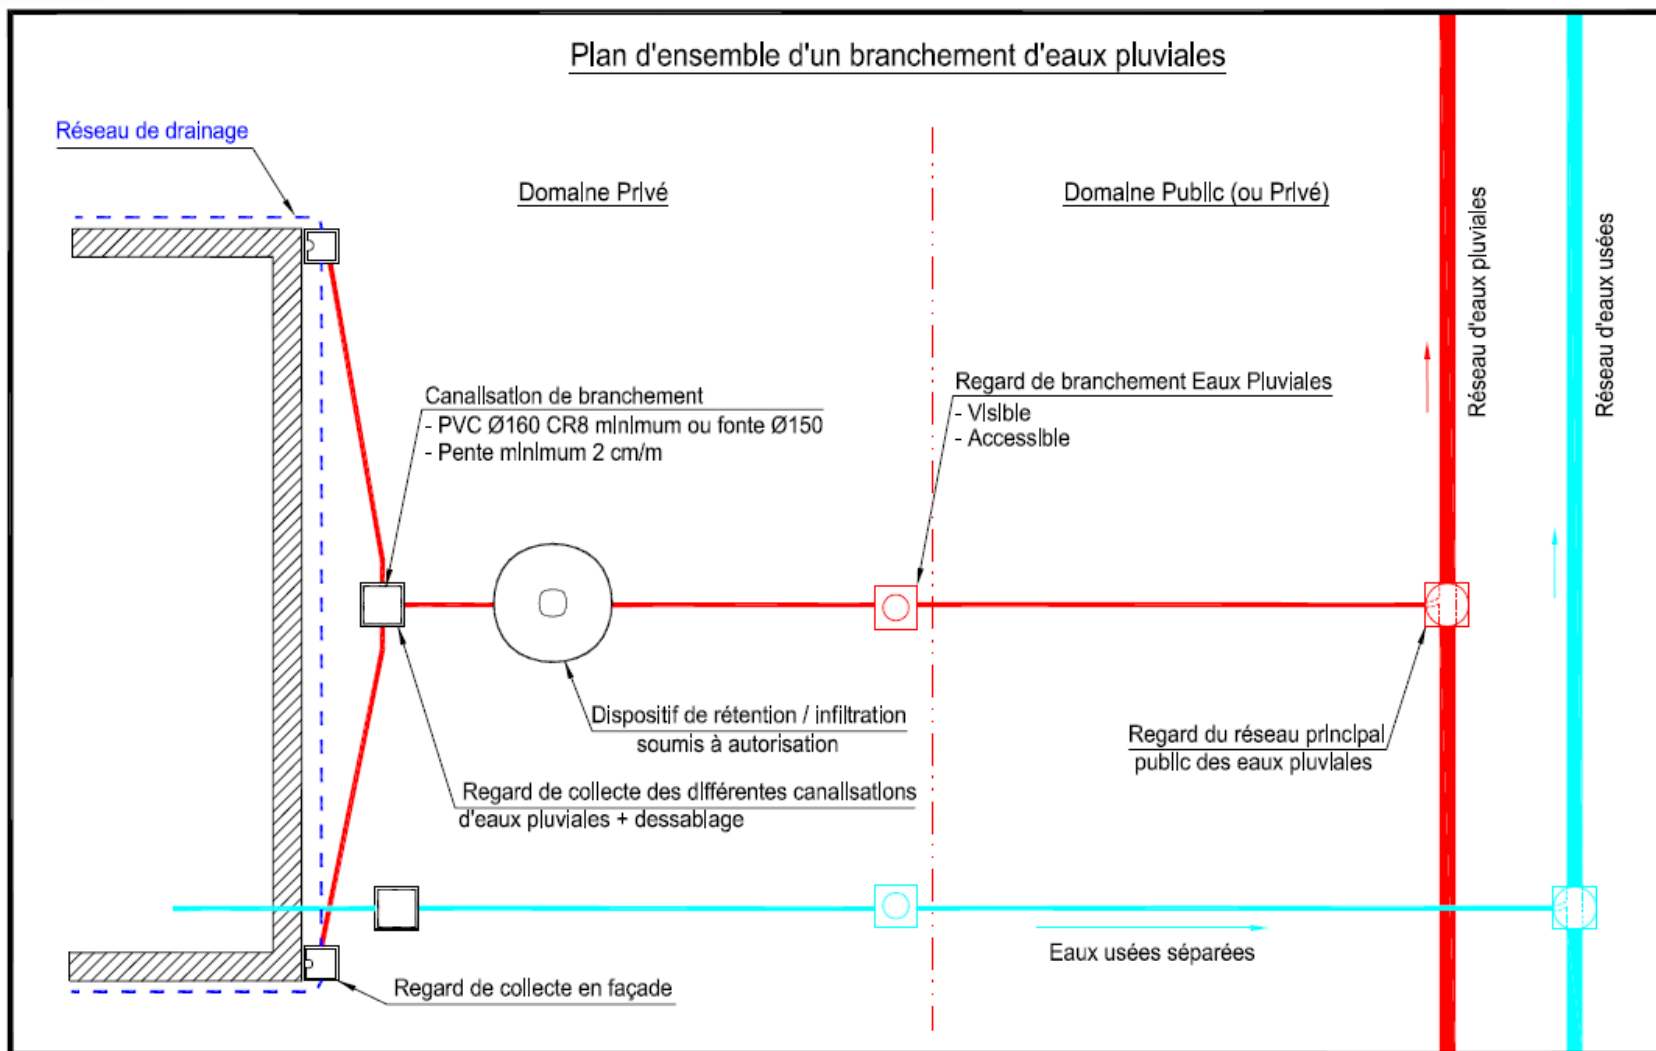 Plan d'ensemble d'un branchement d'eaux pluviales
Réseau de drainage
Domaine Privé
Domaine Public (ou Privé)
Réseau d'eaux pluviales
Réseau d'eaux usées
Canalisation de branchement
- PVC Ø160 CR8 minimum ou fonte Ø150
- Pente minimum 2 cm/m
Regard de branchement Eaux Pluviales
- Visible
- Accessible
Dispositif de rétention / infiltration
soumis à autorisation
Regard du réseau principal
public des eaux pluviales
Regard de collecte des différentes canalisations
d'eaux pluviales + dessablage
Eaux usées séparées
Regard de collecte en façade